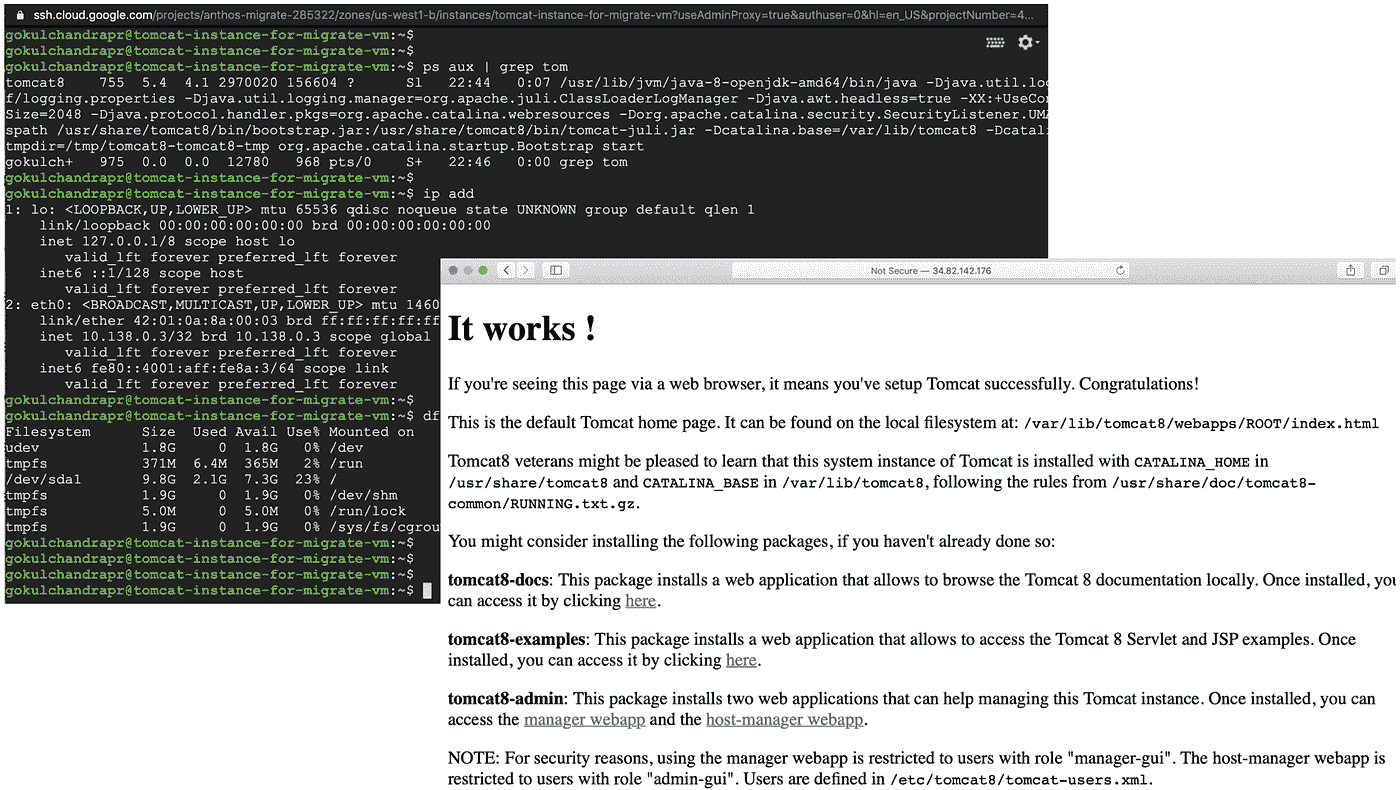 ssh.cloud.google.com/projects/anthos-migrate-285322/zones/us-west1-b/instances/tomcat-instance-for-migrate-vm?useAdminProxy=true&authuser=0&hl=en_US&projectNumber=4...
gokulchandrapr@tomcat-instance-for-migrate-vm:~$
gokulchandrapr@tomcat-instance-for-migrate-vm:~$
gokulchandrapr@tomcat-instance-for-migrate-vm:~$ ps aux | grep tom
tomcat8 755 5.4 4.1 2970020 156604 ? Sl 22:44 0:07 /usr/lib/jvm/java-8-openjdk-amd64/bin/java -Djava.util.lo
f/logging.properties -Djava.util.logging.manager=org.apache.juli.ClassLoaderLogManager -Djava.awt.headless=true -XX:+UseCon
Size=2048 -Djava.protocol.handler.pkgs=org.apache.catalina.webresources -Dorg.apache.catalina.security.SecurityListener.UMA
spath /usr/share/tomcat8/bin/bootstrap.jar:/usr/share/tomcat8/bin/tomcat-juli.jar -Dcatalina.base=/var/lib/tomcat8 -Dcatal
tmpdir=/tmp/tomcat8-tomcat8-tmp org.apache.catalina.startup.Bootstrap start
gokulch+ 975 0.0 0.0 12780 968 pts/0 S+ 22:46 0:00 grep tom
gokulchandrapr@tomcat-instance-for-migrate-vm:~$
gokulchandrapr@tomcat-instance-for-migrate-vm:~$ ip add
1: lo: <LOOPBACK,UP,LOWER_UP> mtu 65536 qdisc noqueue state UNKNOWN group default qlen 1
link/loopback 00:00:00:00:00:00 brd 00:00:00:00:00:00
inet 127.0.0.1/8 scope host lo
valid_lft forever preferred_lft forever
inet6 ::1/128 scope host
valid_lft forever preferred_lft forever
2: eth0: <BROADCAST,MULTICAST,UP,LOWER_UP> mtu 1460
link/ether 42:01:0a:8a:00:03 brd ff:ff:ff:ff:ff
inet 10.138.0.3/32 brd 10.138.0.3 scope global
valid_lft forever preferred_lft forever
inet6 fe80::4001:aff:fe8a:3/64 scope link
valid_lft forever preferred_lft forever
gokulchandrapr@tomcat-instance-for-migrate-vm:~$
gokulchandrapr@tomcat-instance-for-migrate-vm:~$ df
Filesystem Size Used Avail Use% Mounted on
udev 1.8G 0 1.8G 0% /dev
tmpfs 371M 6.4M 365M 2% /run
/dev/sda1 9.8G 2.1G 7.3G 23% /
tmpfs 1.9G 0 1.9G 0% /dev/shm
tmpfs 5.0M 0 5.0M 0% /run/lock
tmpfs 1.9G 0 1.9G 0% /sys/fs/cgrou
gokulchandrapr@tomcat-instance-for-migrate-vm:~$
gokulchandrapr@tomcat-instance-for-migrate-vm:~$
gokulchandrapr@tomcat-instance-for-migrate-vm:~$
gokulchandrapr@tomcat-instance-for-migrate-vm:~$
Not Secure — 34.82.142.176
It works !
If you're seeing this page via a web browser, it means you've setup Tomcat successfully. Congratulations!
This is the default Tomcat home page. It can be found on the local filesystem at: /var/lib/tomcat8/webapps/ROOT/index.html
Tomcat8 veterans might be pleased to learn that this system instance of Tomcat is installed with CATALINA_HOME in
/usr/share/tomcat8 and CATALINA_BASE in /var/lib/tomcat8, following the rules from /usr/share/doc/tomcat8-
common/RUNNING.txt.gz.
You might consider installing the following packages, if you haven't already done so:
tomcat8-docs: This package installs a web application that allows to browse the Tomcat 8 documentation locally. Once installed, you
can access it by clicking here.
tomcat8-examples: This package installs a web application that allows to access the Tomcat 8 Servlet and JSP examples. Once
installed, you can access it by clicking here.
tomcat8-admin: This package installs two web applications that can help managing this Tomcat instance. Once installed, you can
access the manager webapp and the host-manager webapp.
NOTE: For security reasons, using the manager webapp is restricted to users with role "manager-gui". The host-manager webapp is
restricted to users with role "admin-gui". Users are defined in /etc/tomcat8/tomcat-users.xml.